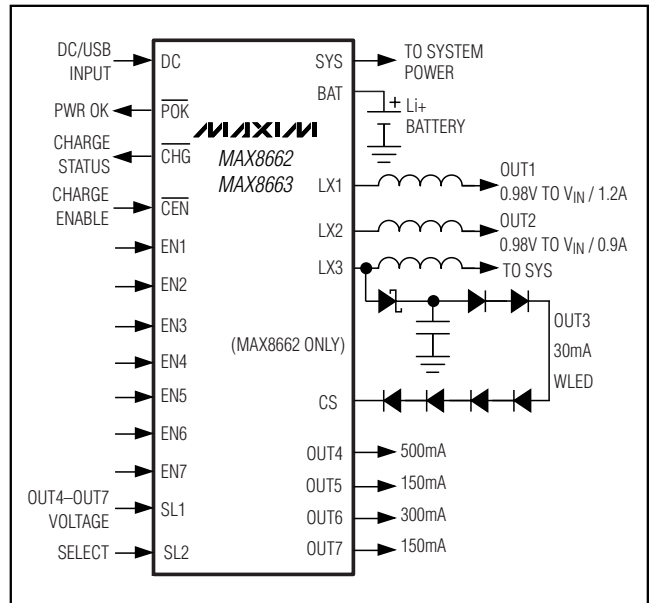 DC/USB
INPUT
DC
PWR OK
POK
CHARGE
STATUS
CHG
CHARGE
ENABLE
CEN
EN1
EN2
EN3
EN4
EN5
EN6
EN7
OUT4–OUT7
VOLTAGE
SL1
SELECT
SL2
MAXIM
MAX8662
MAX8663
(MAX8662 ONLY)
SYS
TO SYSTEM
POWER
BAT
+ Li+
BATTERY
LX1
OUT1
0.98V TO VIN / 1.2A
LX2
OUT2
0.98V TO VIN / 0.9A
LX3
TO SYS
OUT3
30mA
WLED
CS
OUT4
500mA
OUT5
150mA
OUT6
300mA
OUT7
150mA